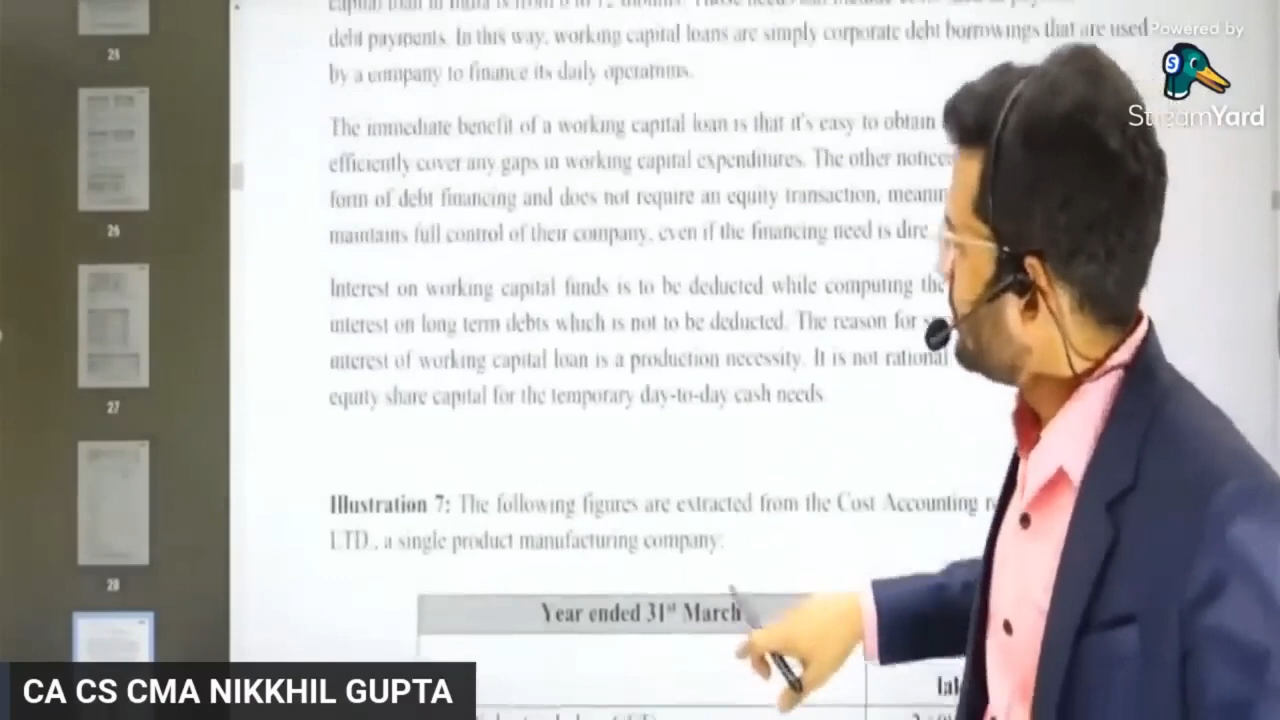 25
debt payments. In this way, working capital loans are simply corporate debt borrowings that are used
by a company to finance its daily operations.
The immediate benefit of a working capital loan is that it's easy to obtain
efficiently cover any gaps in working capital expenditures. The other
form of debt financing and does not require an equity transaction,
maintains full control of their company, even if the financing need is dire.
26
Interest on working capital funds is to be deducted while computing the
interest on long term debts which is not to be deducted. The reason for
interest of working capital loan is a production necessity. It is not rational
equity share capital for the temporary day-to-day cash needs
27
Illustration 7: The following figures are extracted from the Cost Accounting
LTD., a single product manufacturing company:
28
Year ended 31st March
Powered by
StreamYard
CA CS CMA NIKKHIL GUPTA